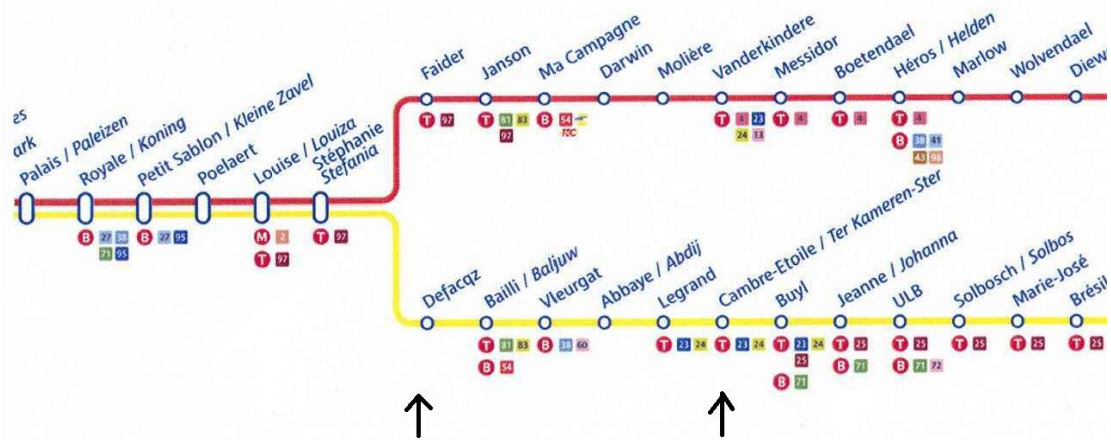 es
ark
Palais / Paleizen
Royale / Koning
Petit Sablon / Kleine Zavel
Poelaert
Louise / Louiza
Stéphanie
Stefania
Faider
Janson
Ma Campagne
Darwin
Molière
Vanderkindere
Messidor
Boetendael
Héros / Helden
Marlow
Wolvendael
Diew
T 97
T 81 83
97
B 54
TEC
T 4 23
24 33
T 4
T 4
T 4
B 38 41
43 98
B 27 38
71 95
B 27 95
M 2
T 97
T 97
Defacqz
Bailli / Baljuw
Vleurgat
Abbaye / Abdij
Legrand
Cambre-Etoile / Ter Kameren-Ster
Buyl
Jeanne / Johanna
ULB
Solbosch / Solbos
Marie-José
Brésil
T 81 83
B 54
B 38 60
T 23 24
T 23 24
T 23 24
25
B 71
T 25
B 71
T 25
B 71 72
T 25
T 25
T 25